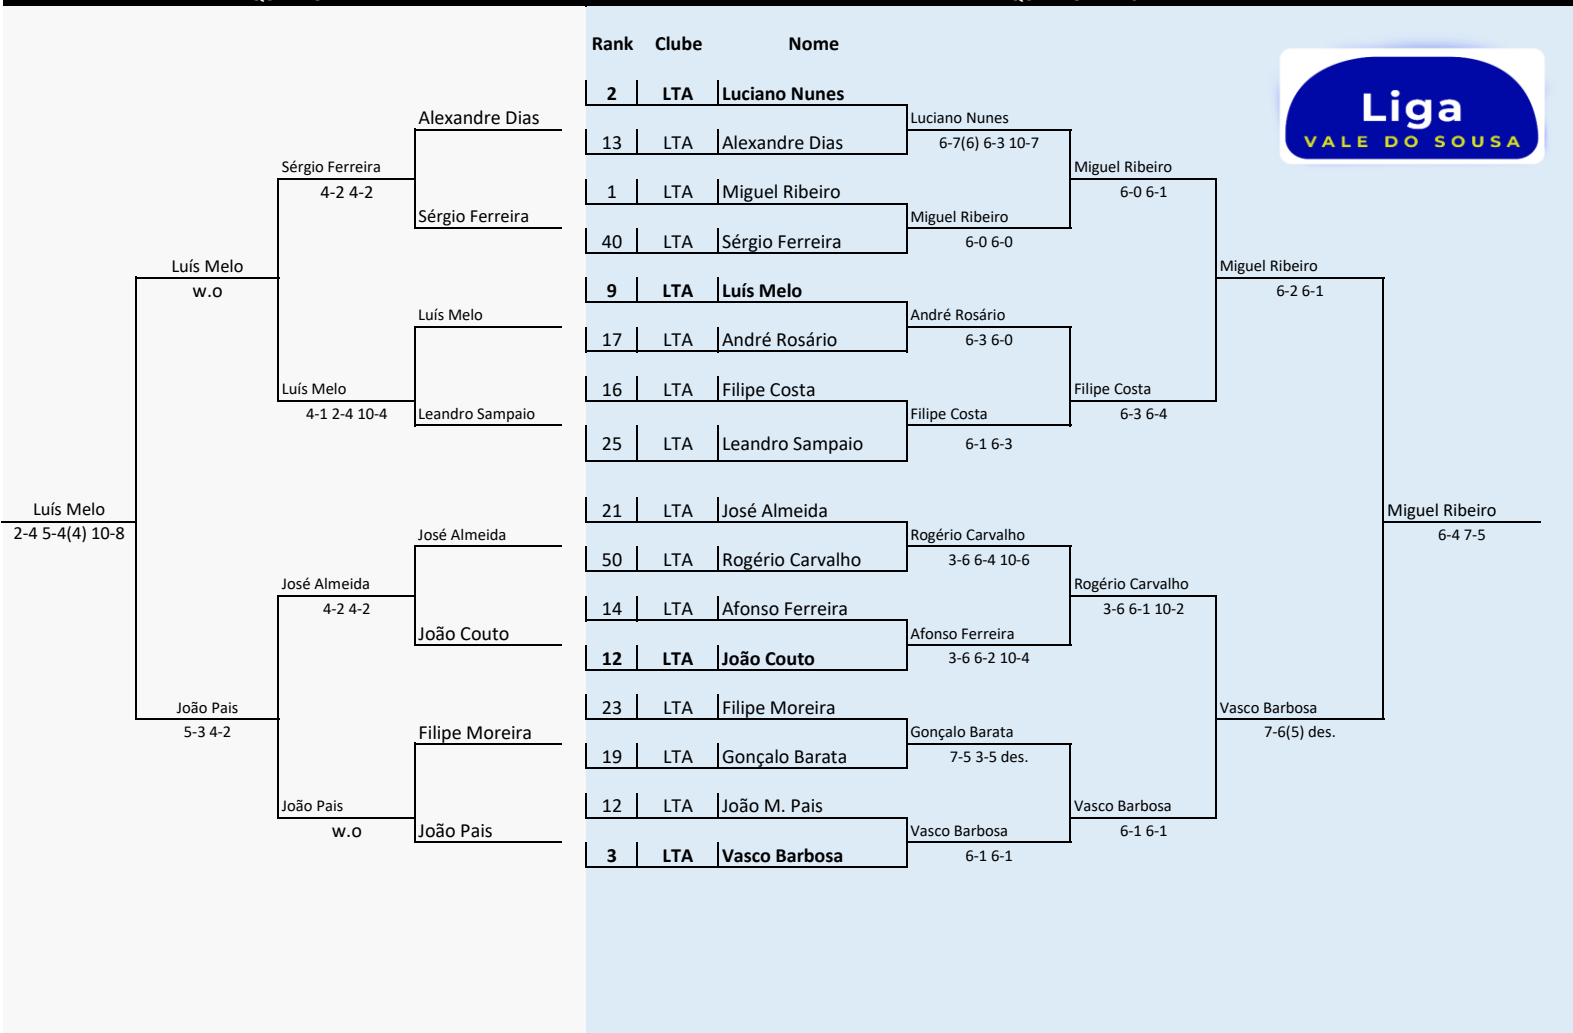 Rank Clube Nome
2 LTA Luciano Nunes
Liga
Alexandre Dias
Luciano Nunes
13 LTA Alexandre Dias
6-7(6) 6-3 10-7
VALE DO SOUSA
Sérgio Ferreira
Miguel Ribeiro
4-2 4-2
1 LTA Miguel Ribeiro
6-0 6-1
Sérgio Ferreira
Miguel Ribeiro
40 LTA Sérgio Ferreira
6-0 6-0
Luís Melo
Miguel Ribeiro
w.o
9 LTA Luís Melo
6-2 6-1
Luís Melo
André Rosário
17 LTA André Rosário
6-3 6-0
Luís Melo
16 LTA Filipe Costa
Filipe Costa
4-1 2-4 10-4
Leandro Sampaio
Filipe Costa
6-3 6-4
25 LTA Leandro Sampaio
6-1 6-3
Luís Melo
21 LTA José Almeida
Miguel Ribeiro
2-4 5-4(4) 10-8
José Almeida
Rogério Carvalho
6-4 7-5
50 LTA Rogério Carvalho
3-6 6-4 10-6
José Almeida
Rogério Carvalho
4-2 4-2
14 LTA Afonso Ferreira
3-6 6-1 10-2
João Couto
Afonso Ferreira
12 LTA João Couto
3-6 6-2 10-4
João Pais
23 LTA Filipe Moreira
Vasco Barbosa
5-3 4-2
Filipe Moreira
Gonçalo Barata
7-6(5) des.
19 LTA Gonçalo Barata
7-5 3-5 des.
João Pais
12 LTA João M. Pais
Vasco Barbosa
w.o
João Pais
Vasco Barbosa
6-1 6-1
3 LTA Vasco Barbosa
6-1 6-1